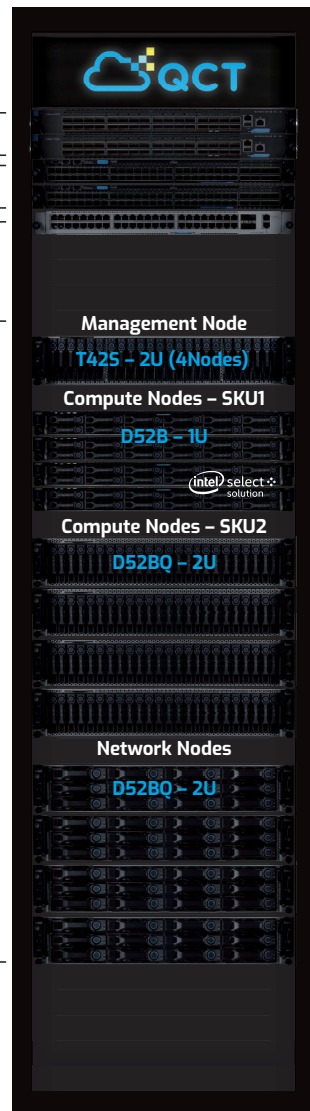 QCT
Management Node
T42S – 2U (4Nodes)
Compute Nodes – SKU1
D52B – 1U
intel select
solution
Compute Nodes – SKU2
D52BQ – 2U
Network Nodes
D52BQ – 2U